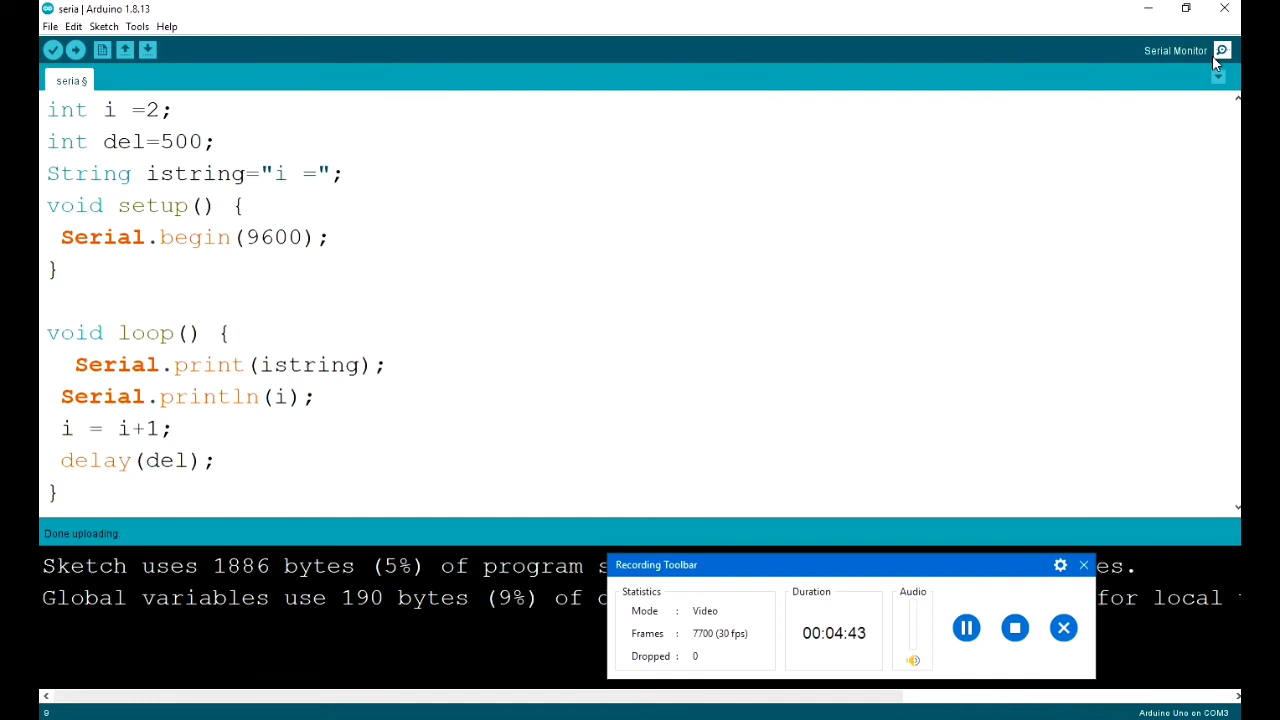 seria | Arduino 1.8.13
File Edit Sketch Tools Help
Serial Monitor
seria §
int i =2;
int del=500;
String istring="i =";
void setup() {
Serial.begin(9600);
}
void loop() {
Serial.print(istring);
Serial.println(i);
i = i+1;
delay(del);
}
Done uploading.
Sketch uses 1886 bytes (5%) of program s
es.
Global variables use 190 bytes (9%) of
for local
Recording Toolbar
Statistics
Mode : Video
Frames : 7700 (30 fps)
Dropped : 0
Duration
00:04:43
Audio
9
Arduino Uno on COM3